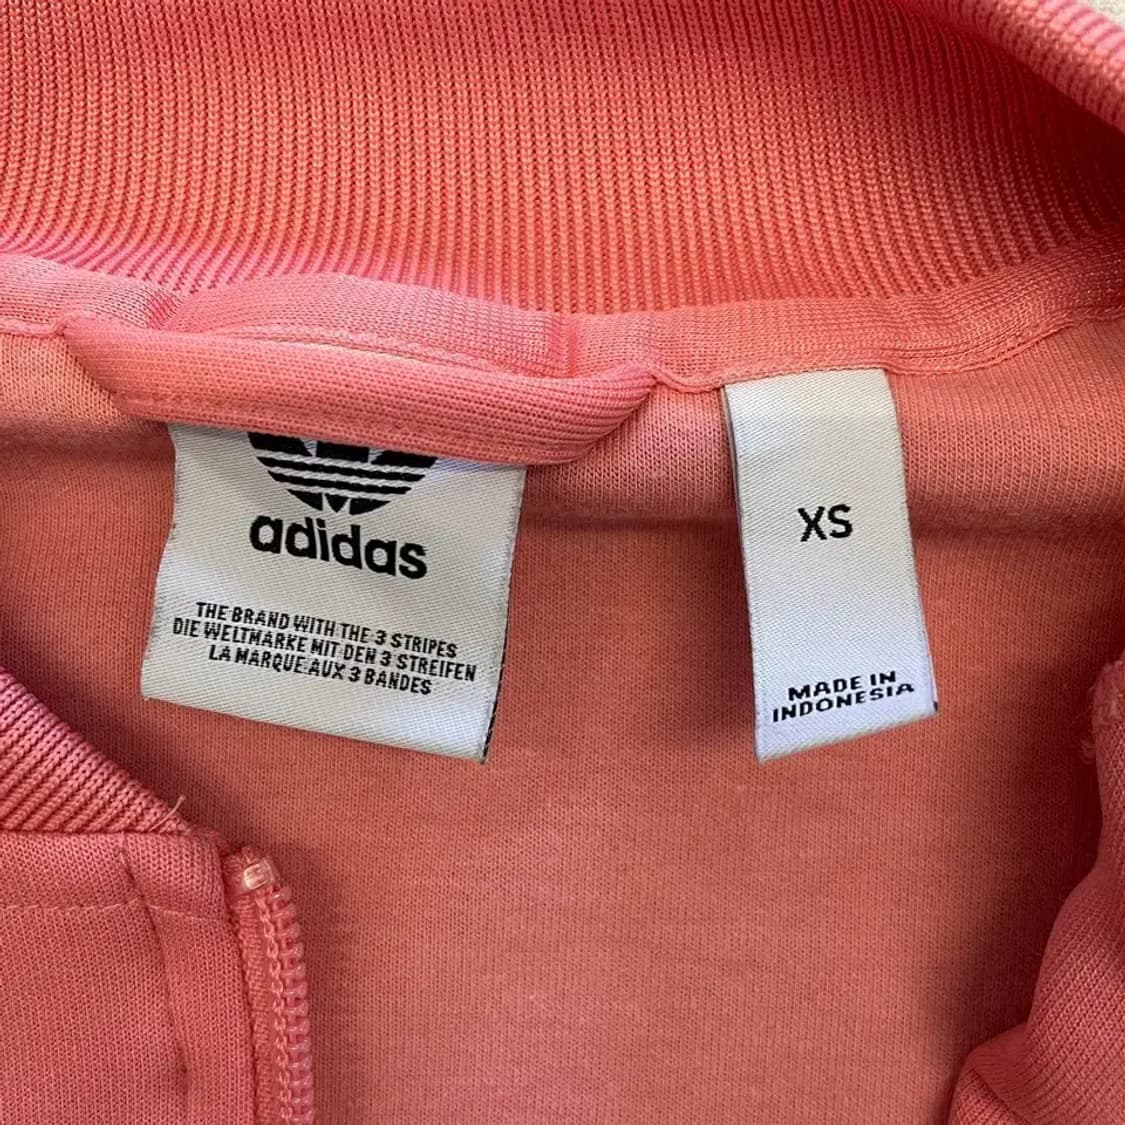 adidas
THE BRAND WITH THE 3 STRIPES
DIE WELTMARKE MIT DEN 3 STREIFEN
LA MARQUE AUX 3 BANDES
XS
MADE IN
INDONESIA